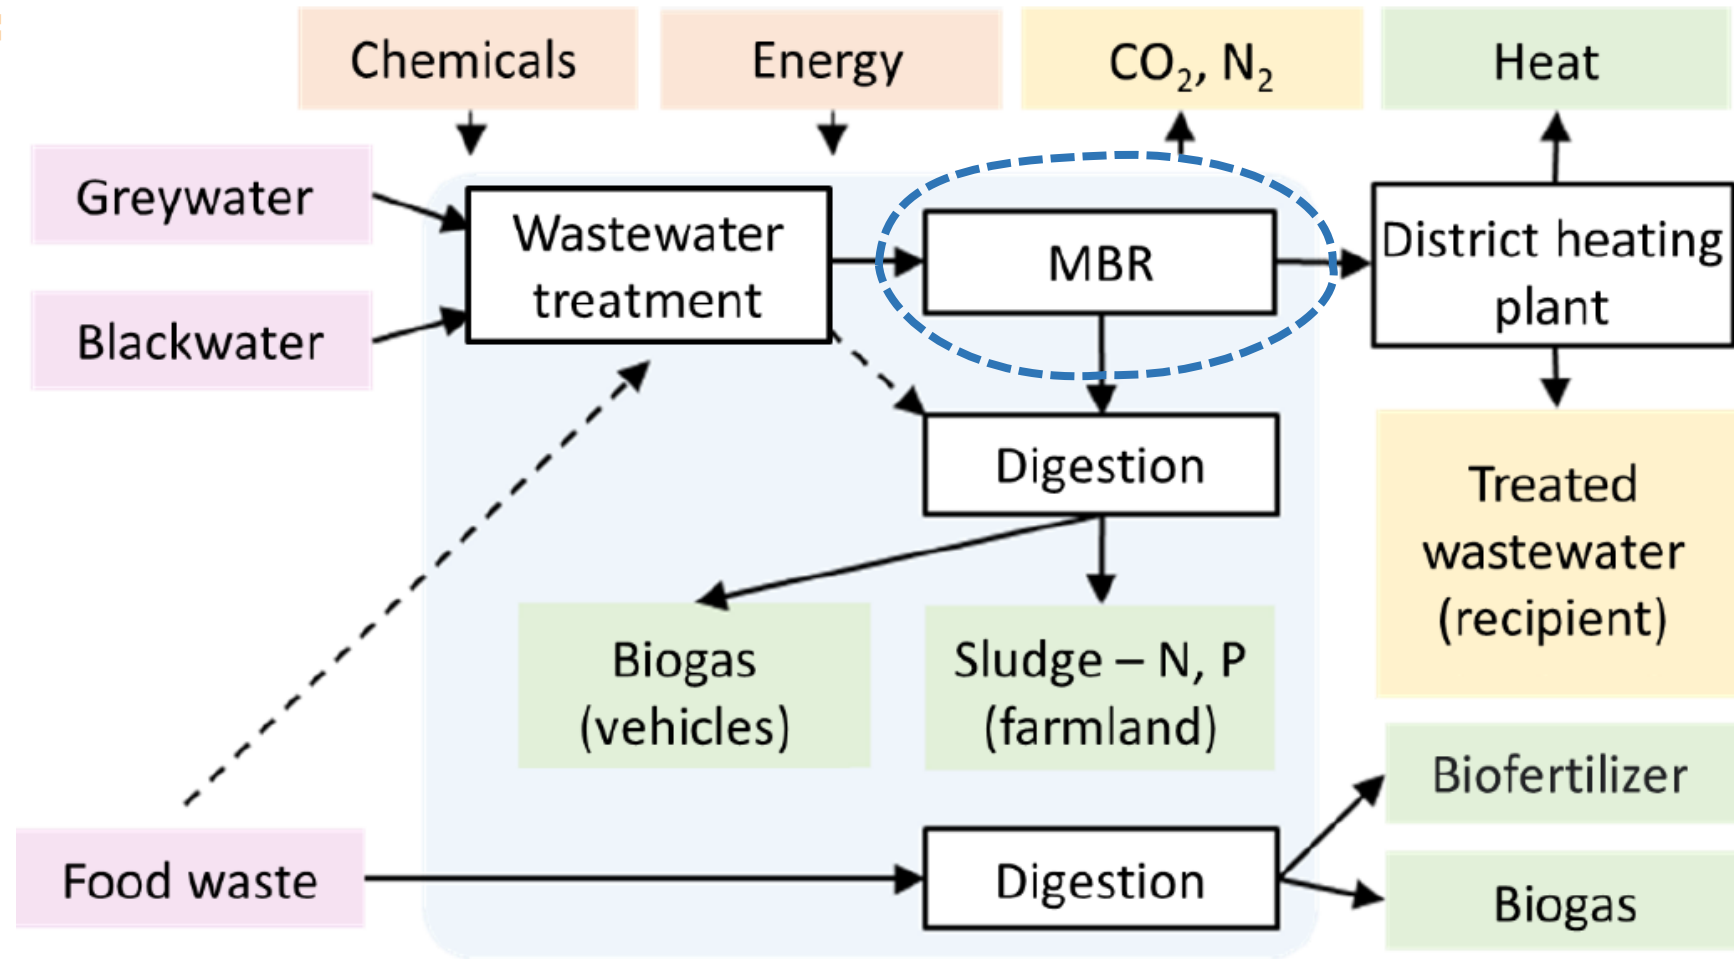 Chemicals
Energy
CO₂, N₂
Heat
Greywater
Wastewater
treatment
MBR
District heating
plant
Blackwater
Digestion
Treated
wastewater
(recipient)
Biogas
(vehicles)
Sludge – N, P
(farmland)
Biofertilizer
Food waste
Digestion
Biogas